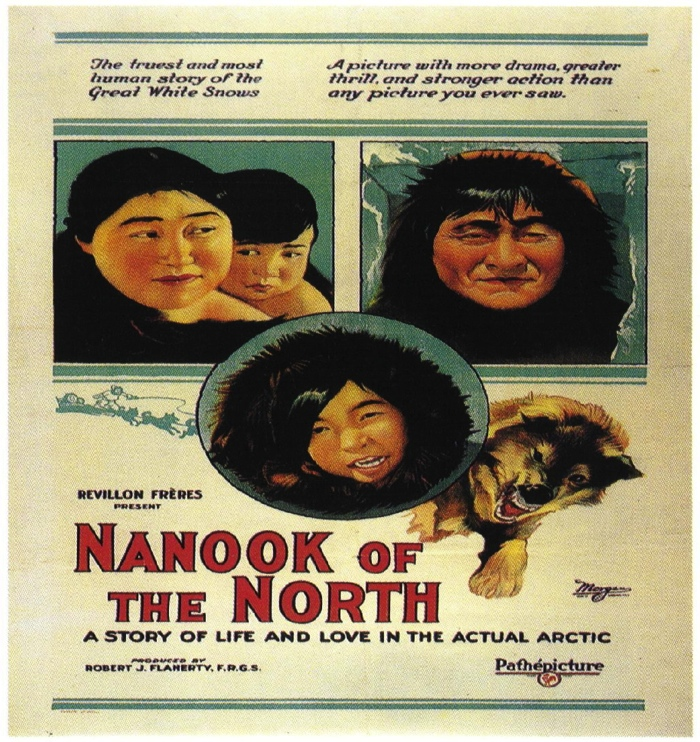 The truest and most
human story of the
Great White Snows
A picture with more drama, greater
thrill, and stronger action than
any picture you ever saw.
REVILLON FRÈRES
PRESENT
NANOOK OF
THE NORTH
A STORY OF LIFE AND LOVE IN THE ACTUAL ARCTIC
PRODUCED BY
ROBERT J. FLAHERTY, F.R.G.S.
Morgan
Pathépicture